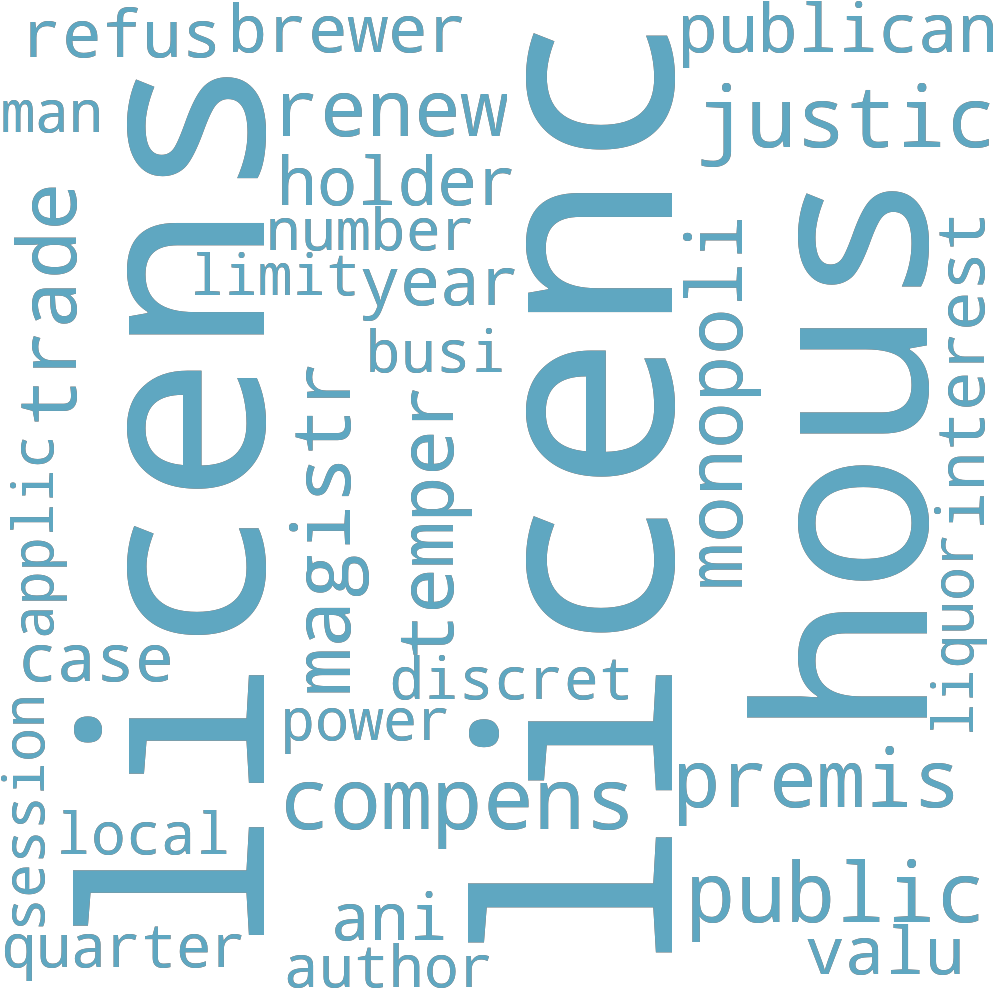 refus
brewer
publican
man
licens
renew
licenc
justic
holder
trade
number
hous
limit
year
monopoli
interest
busi
magistr
temper
applic
liquor
case
discret
session
power
premis
compens
local
public
quarter
ani
valu
author